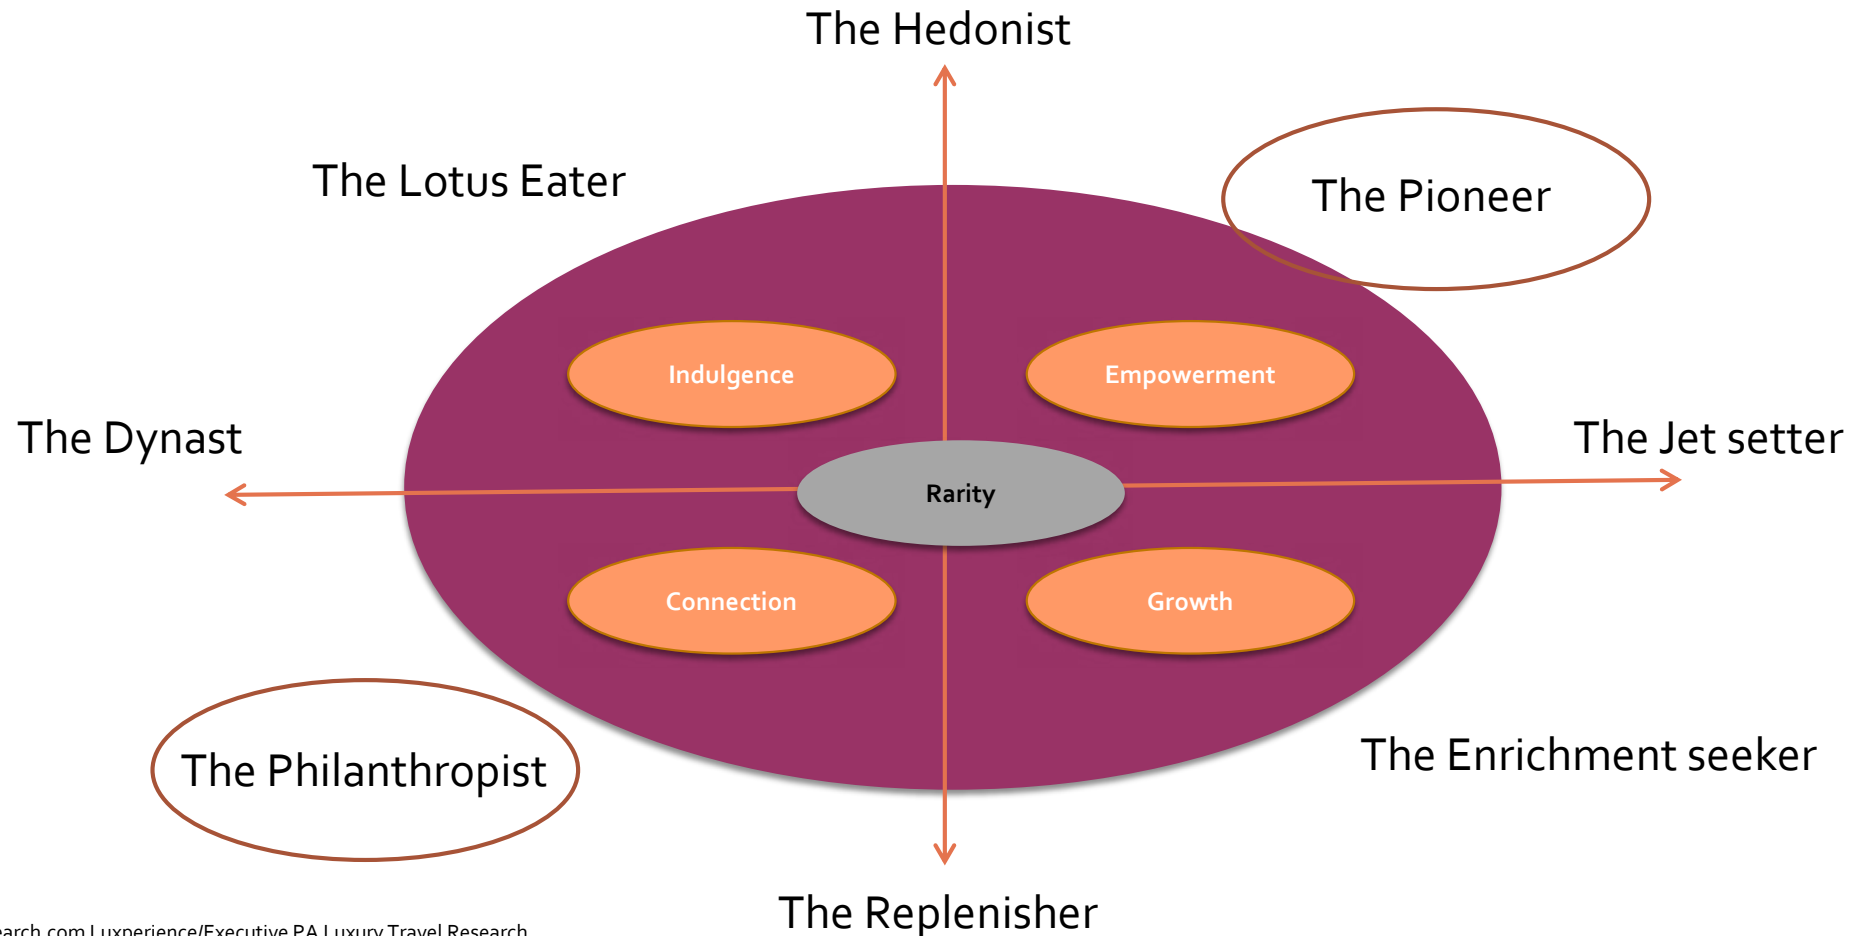 The Hedonist
The Lotus Eater
The Pioneer
Indulgence
Empowerment
The Dynast
The Jet setter
Rarity
Connection
Growth
The Philanthropist
The Enrichment seeker
The Replenisher
earch.com Luxperience/Executive PA Luxury Travel Research